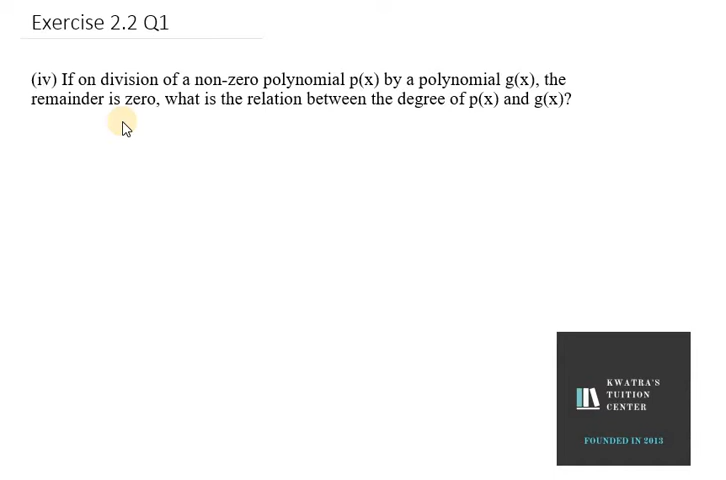 Exercise 2.2 Q1
(iv) If on division of a non-zero polynomial p(x) by a polynomial g(x), the
remainder is zero, what is the relation between the degree of p(x) and g(x)?
KWATRA'S
TUITION
CENTER
FOUNDED IN 2013